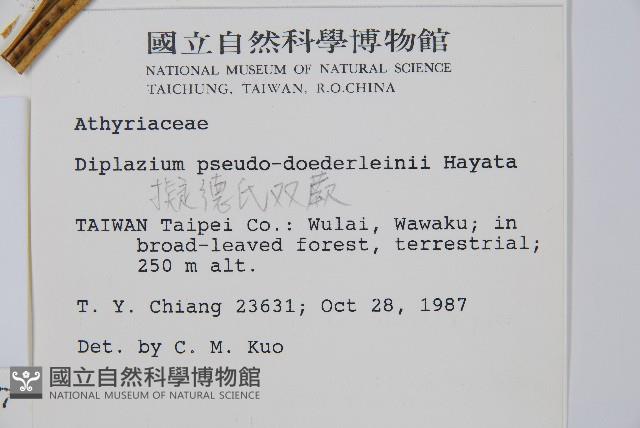 國立自然科學博物館
NATIONAL MUSEUM OF NATURAL SCIENCE
TAICHUNG, TAIWAN, R.O.CHINA
Athyriaceae
Diplazium pseudo-doederleinii Hayata
擬德氏双蕨
TAIWAN Taipei Co.: Wulai, Wawaku; in
broad-leaved forest, terrestrial;
250 m alt.
T. Y. Chiang 23631; Oct 28, 1987
Det. by C. M. Kuo
國立自然科學博物館
NATIONAL MUSEUM OF NATURAL SCIENCE